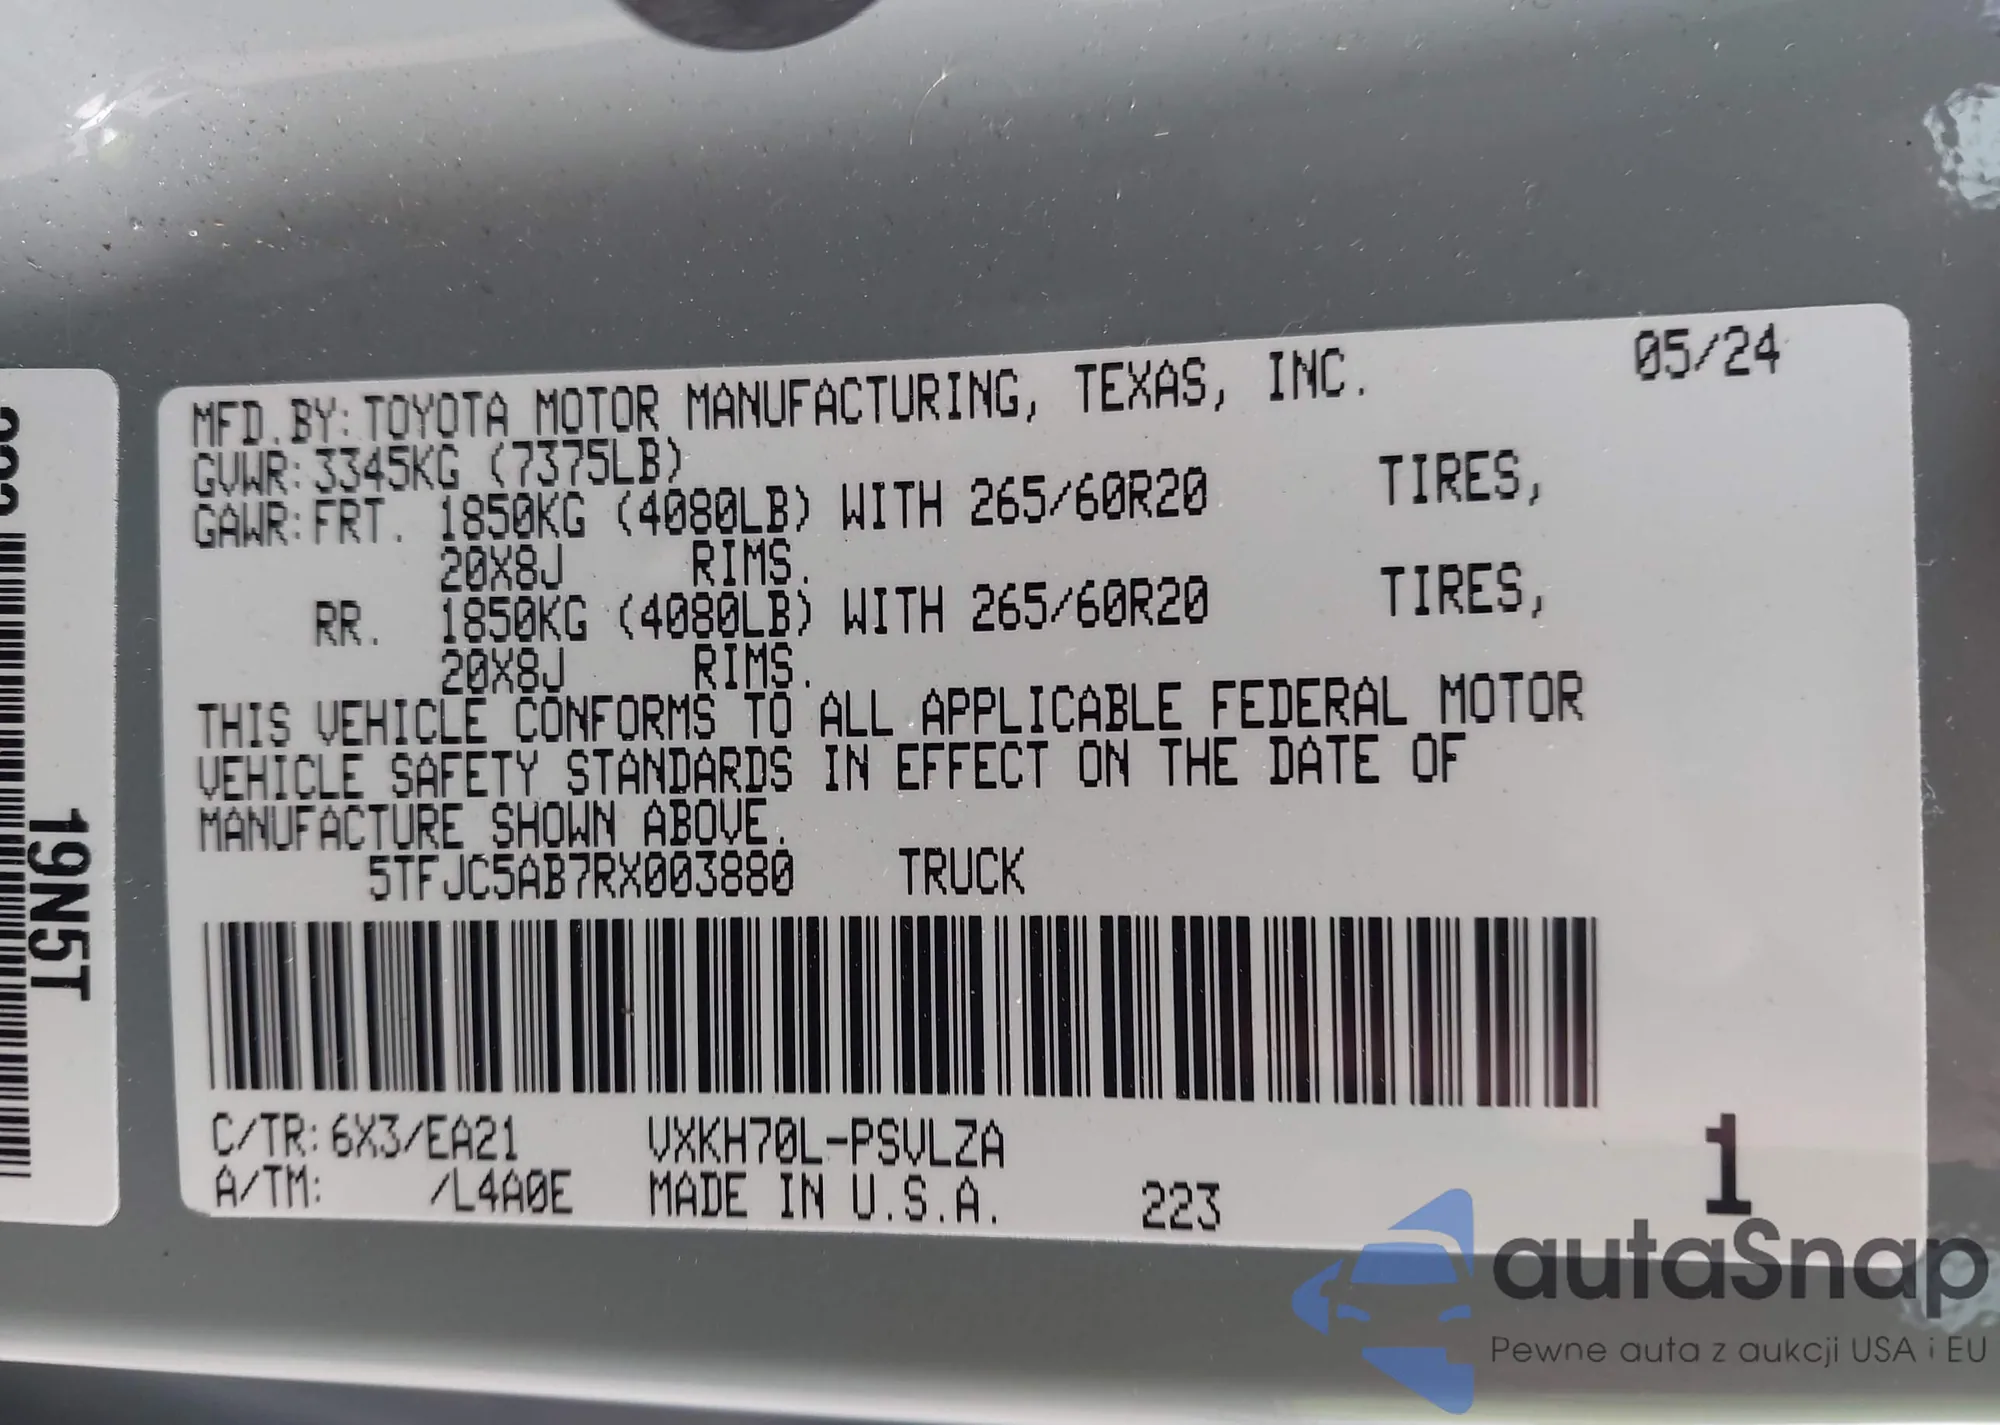 MFD.BY:TOYOTA MOTOR MANUFACTURING, TEXAS, INC. 05/24
GVWR:3345KG (7375LB)
GAWR:FRT. 1850KG (4080LB) WITH 265/60R20 TIRES,
20X8J RIMS.
RR. 1850KG (4080LB) WITH 265/60R20 TIRES,
20X8J RIMS.
THIS VEHICLE CONFORMS TO ALL APPLICABLE FEDERAL MOTOR
VEHICLE SAFETY STANDARDS IN EFFECT ON THE DATE OF
MANUFACTURE SHOWN ABOVE.
5TFJC5AB7RX003880 TRUCK
C/TR:6X3/EA21 VXKH70L-PSVLZA
A/TM: /L4A0E MADE IN U.S.A. 223
1
19N5T
autaSnap
Pewne auta z aukcji USA i EU